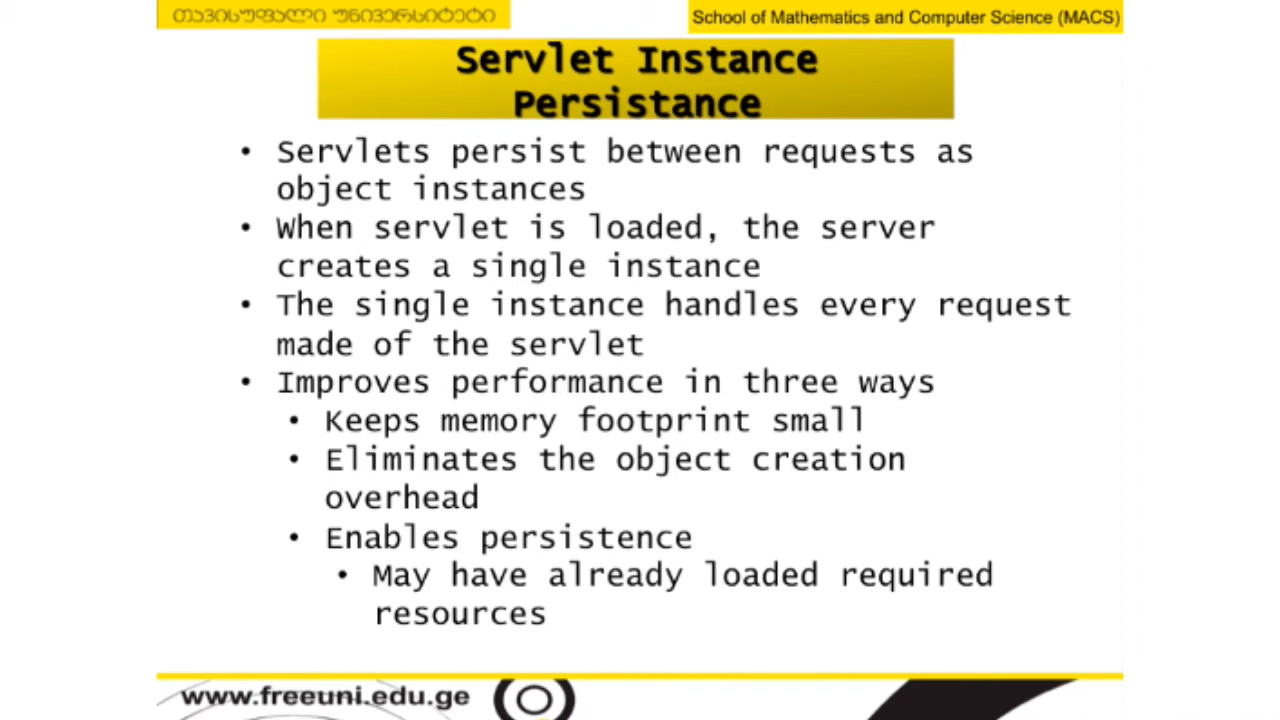 თავისუფალი უნივერსიტეტი
School of Mathematics and Computer Science (MACS)
Servlet Instance
Persistance
• Servlets persist between requests as
object instances
• When servlet is loaded, the server
creates a single instance
• The single instance handles every request
made of the servlet
• Improves performance in three ways
• Keeps memory footprint small
• Eliminates the object creation
overhead
• Enables persistence
• May have already loaded required
resources
www.freeuni.edu.ge